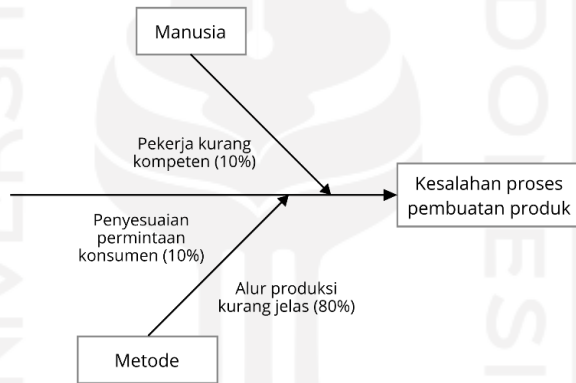 Manusia
Pekerja kurang
kompeten (10%)
Kesalahan proses
pembuatan produk
Penyesuaian
permintaan
konsumen (10%)
Alur produksi
kurang jelas (80%)
Metode